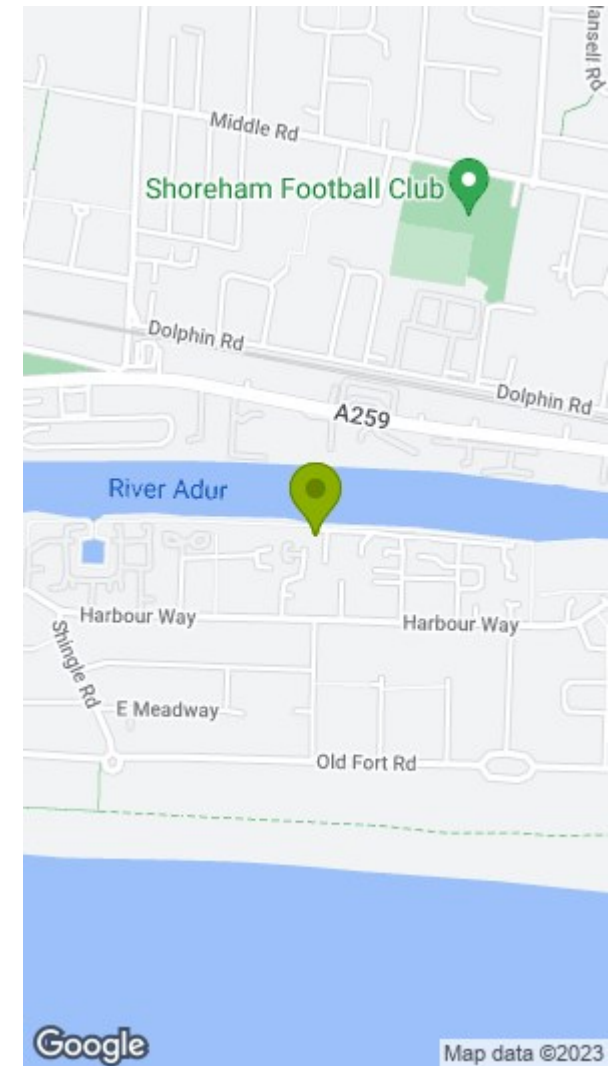 ansell Rd
Middle Rd
Shoreham Football Club
Dolphin Rd
Dolphin Rd
A259
River Adur
Harbour Way
Harbour Way
Shingle Rd
E Meadway
Old Fort Rd
Google
Map data ©2023